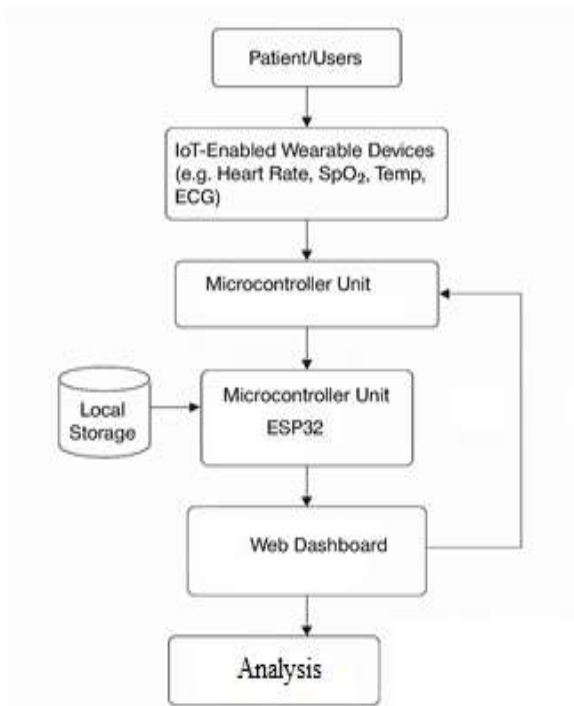 Patient/Users
IoT-Enabled Wearable Devices
(e.g. Heart Rate, SpO₂, Temp,
ECG)
Microcontroller Unit
Microcontroller Unit
ESP32
Local
Storage
Web Dashboard
Analysis